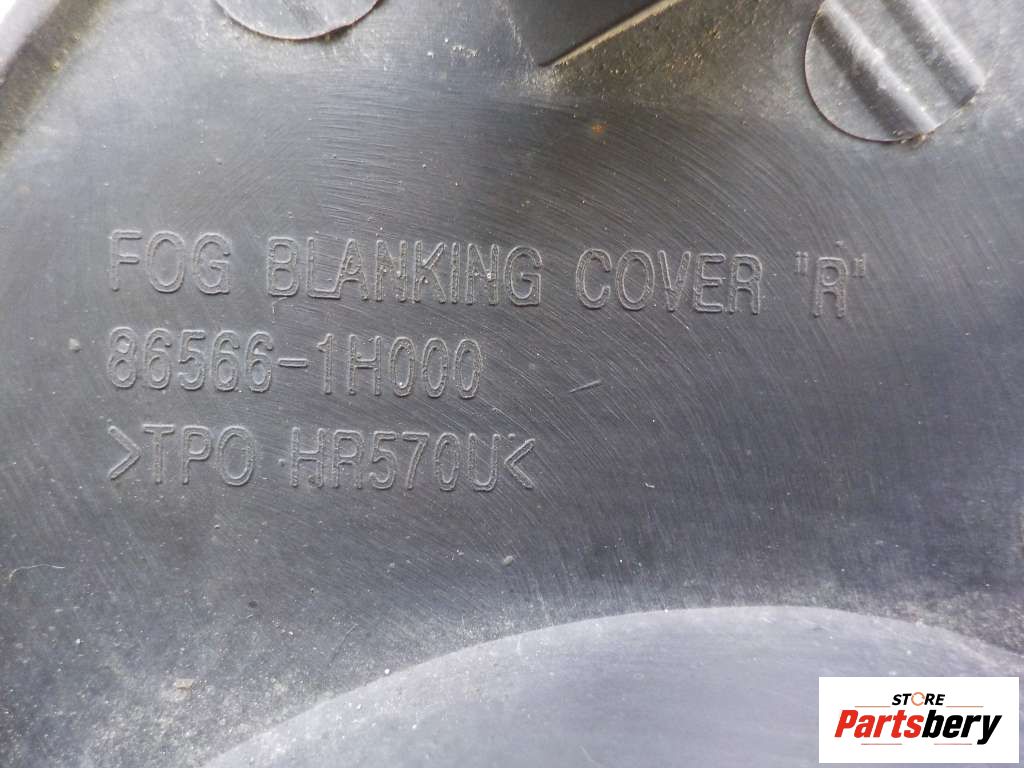 FOG BLANKING COVER "R"
86566-1H000
>TPO HR570U<
STORE
Partsbery